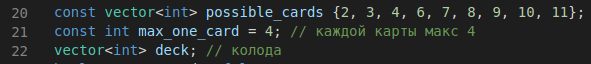 20 const vector<int> possible_cards {2, 3, 4, 6, 7, 8, 9, 10, 11};
21 const int max_one_card = 4; // каждой карты макс 4
22 vector<int> deck; // колода